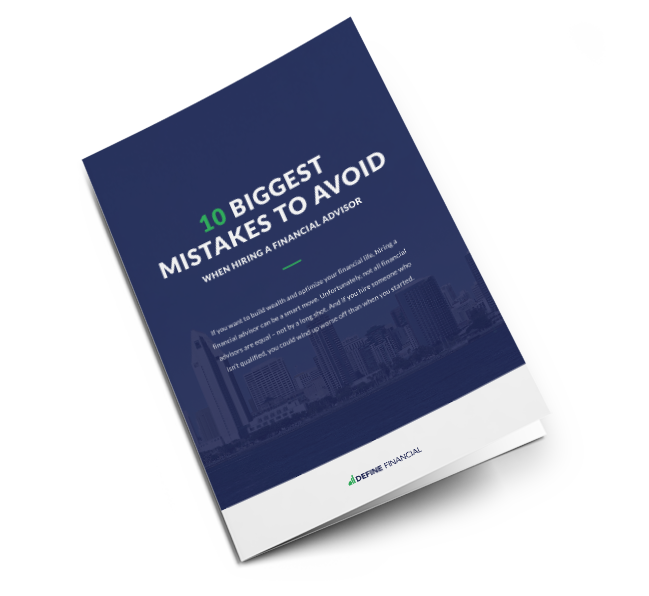 10 BIGGEST
MISTAKES TO AVOID
WHEN HIRING A FINANCIAL ADVISOR
If you want to build wealth and optimize your financial life, hiring a
financial advisor can be a smart move. Unfortunately, not all financial
advisors are equal – not by a long shot. And if you hire someone who
isn't qualified, you could wind up worse off than when you started.
DEFINE FINANCIAL